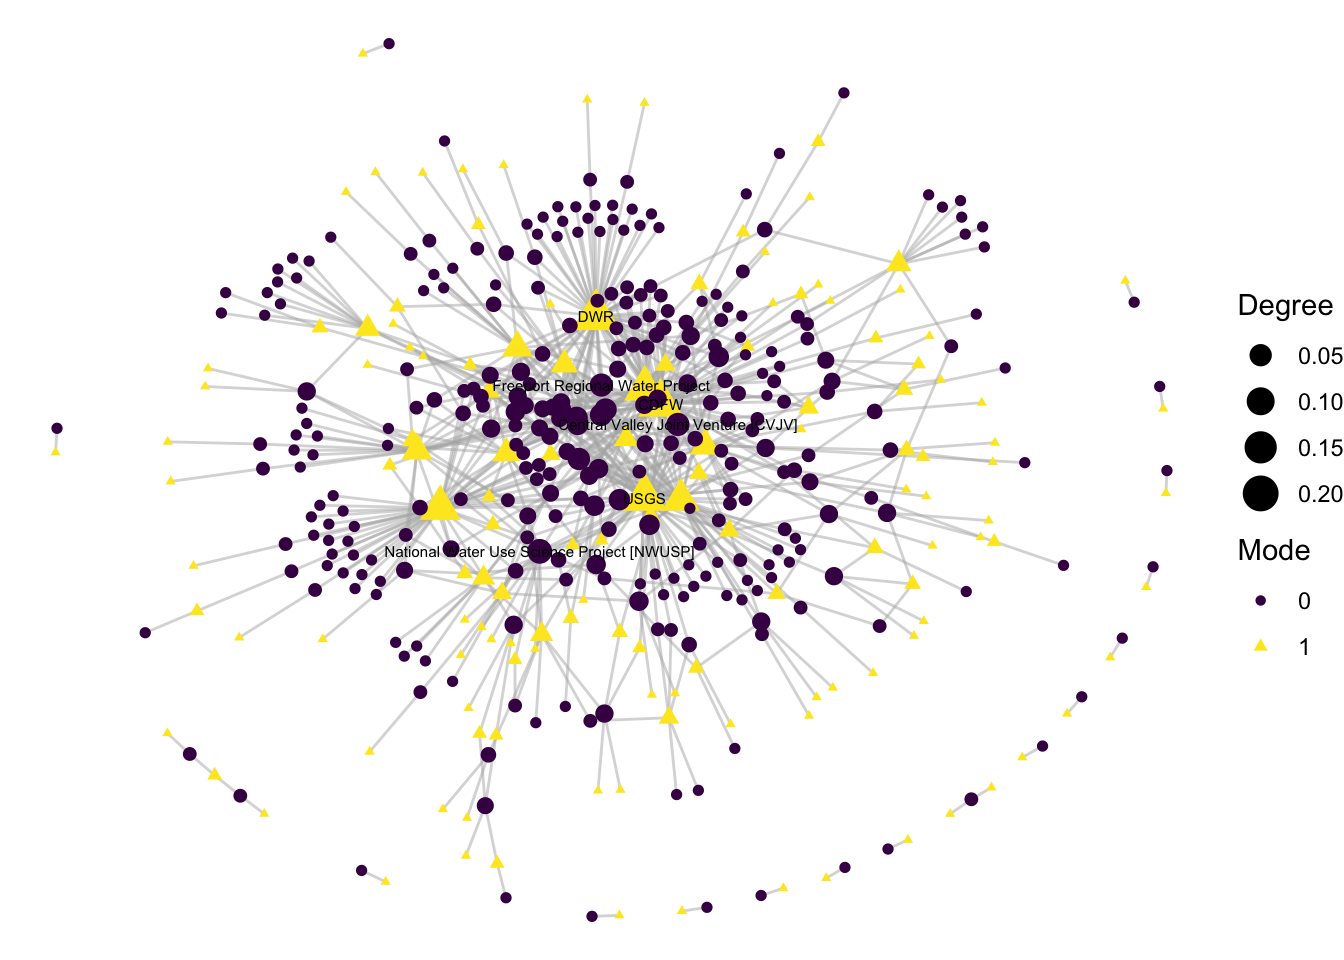 DWR
Freeport Regional Water Project
CDFW
Central Valley Joint Venture [CVJV]
USGS
National Water Use Science Project [NWUSP]
Degree
0.05
0.10
0.15
0.20
Mode
0
1